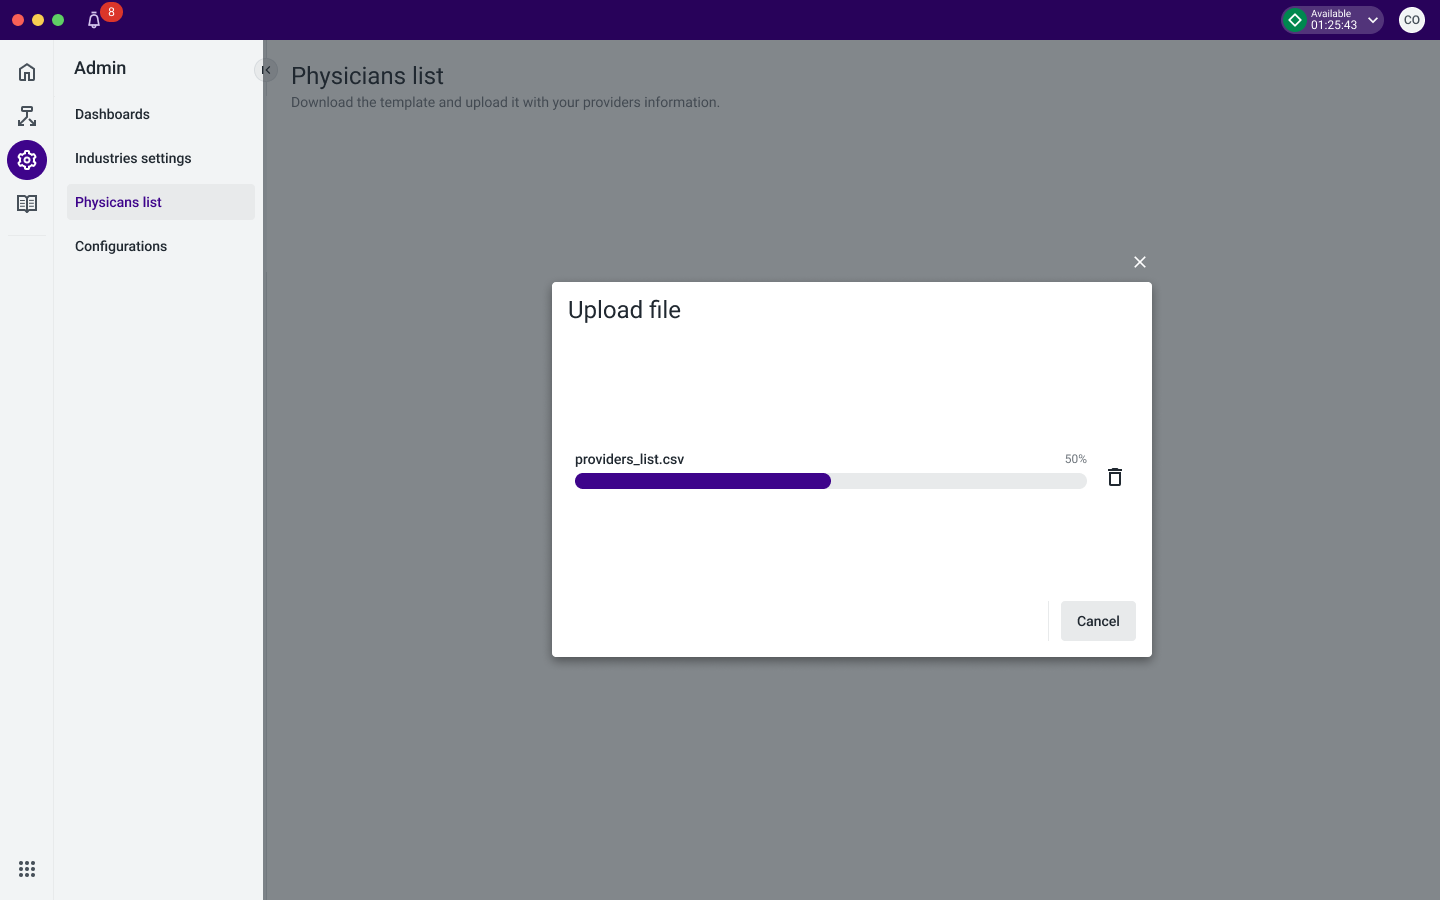 8
Available
01:25:43
CO
Admin
Dashboards
Industries settings
Physicans list
Configurations
Physicians list
Download the template and upload it with your providers information.
Upload file
providers_list.csv
50%
Cancel